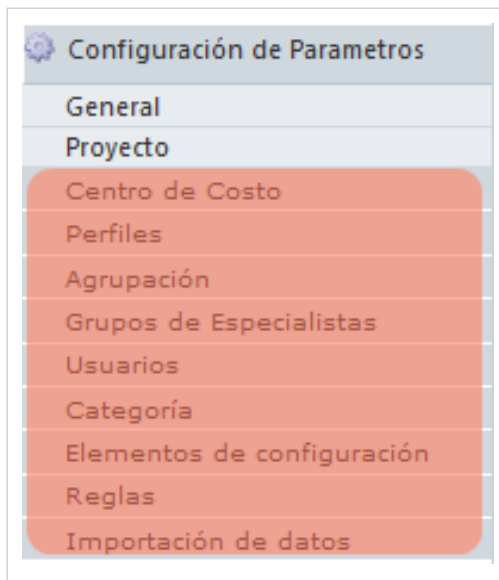 Configuración de Parametros
General
Proyecto
Centro de Costo
Perfiles
Agrupación
Grupos de Especialistas
Usuarios
Categoría
Elementos de configuración
Reglas
Importación de datos